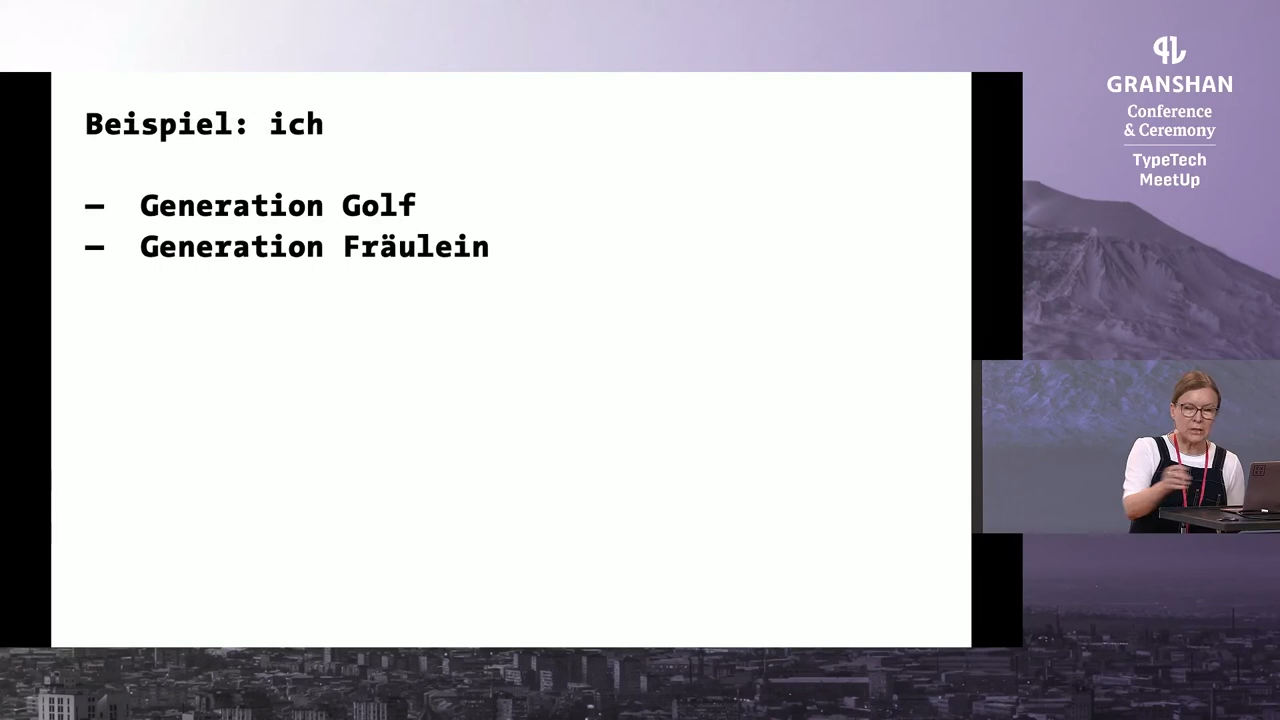 Beispiel: ich
– Generation Golf
– Generation Fräulein
GRANSHAN
Conference
& Ceremony
TypeTech
MeetUp